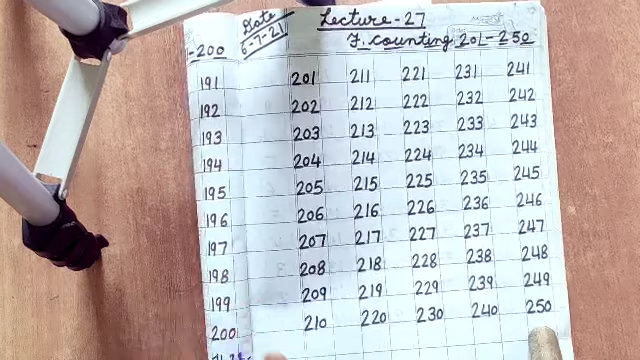 Date Lecture-27
6-7-21 F. counting 201-250
-200
191 201 211 221 231 241
192 202 212 222 232 242
193 203 213 223 233 243
194 204 214 224 234 244
195 205 215 225 235 245
196 206 216 226 236 246
197 207 217 227 237 247
198 208 218 228 238 248
199 209 219 229 239 249
200 210 220 230 240 250